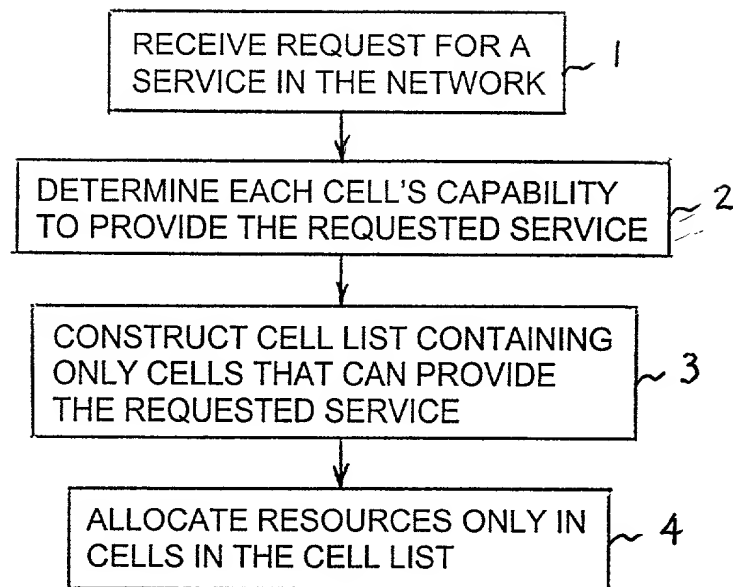 RECEIVE REQUEST FOR A
SERVICE IN THE NETWORK
1
DETERMINE EACH CELL'S CAPABILITY
TO PROVIDE THE REQUESTED SERVICE
2
CONSTRUCT CELL LIST CONTAINING
ONLY CELLS THAT CAN PROVIDE
THE REQUESTED SERVICE
3
ALLOCATE RESOURCES ONLY IN
CELLS IN THE CELL LIST
4